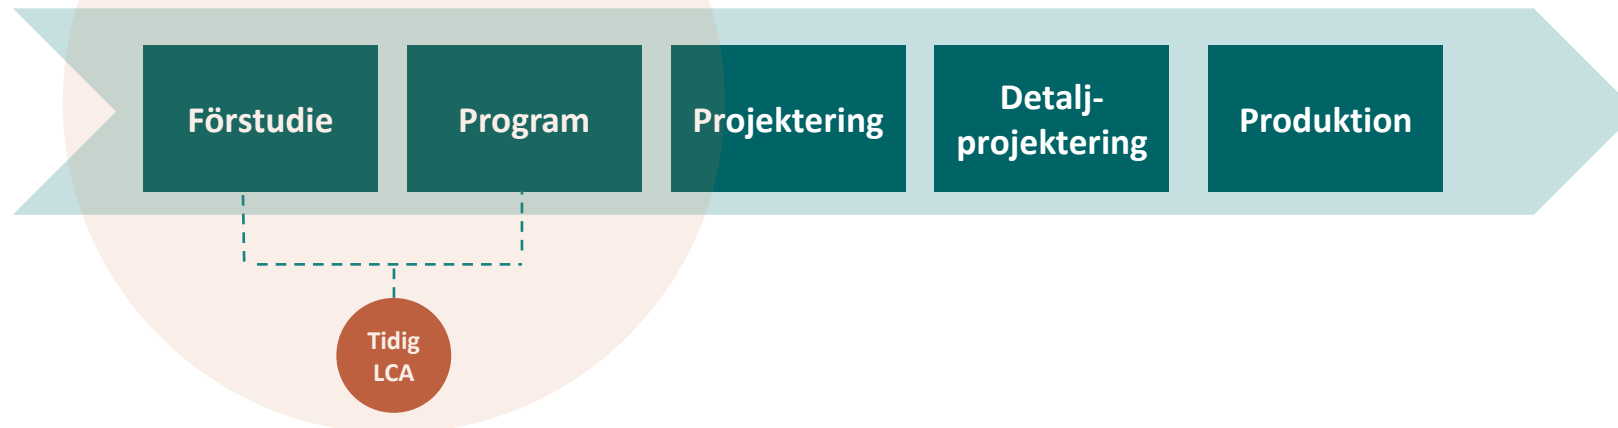 Förstudie
Program
Projektering
Detalj-
projektering
Produktion
Tidig
LCA